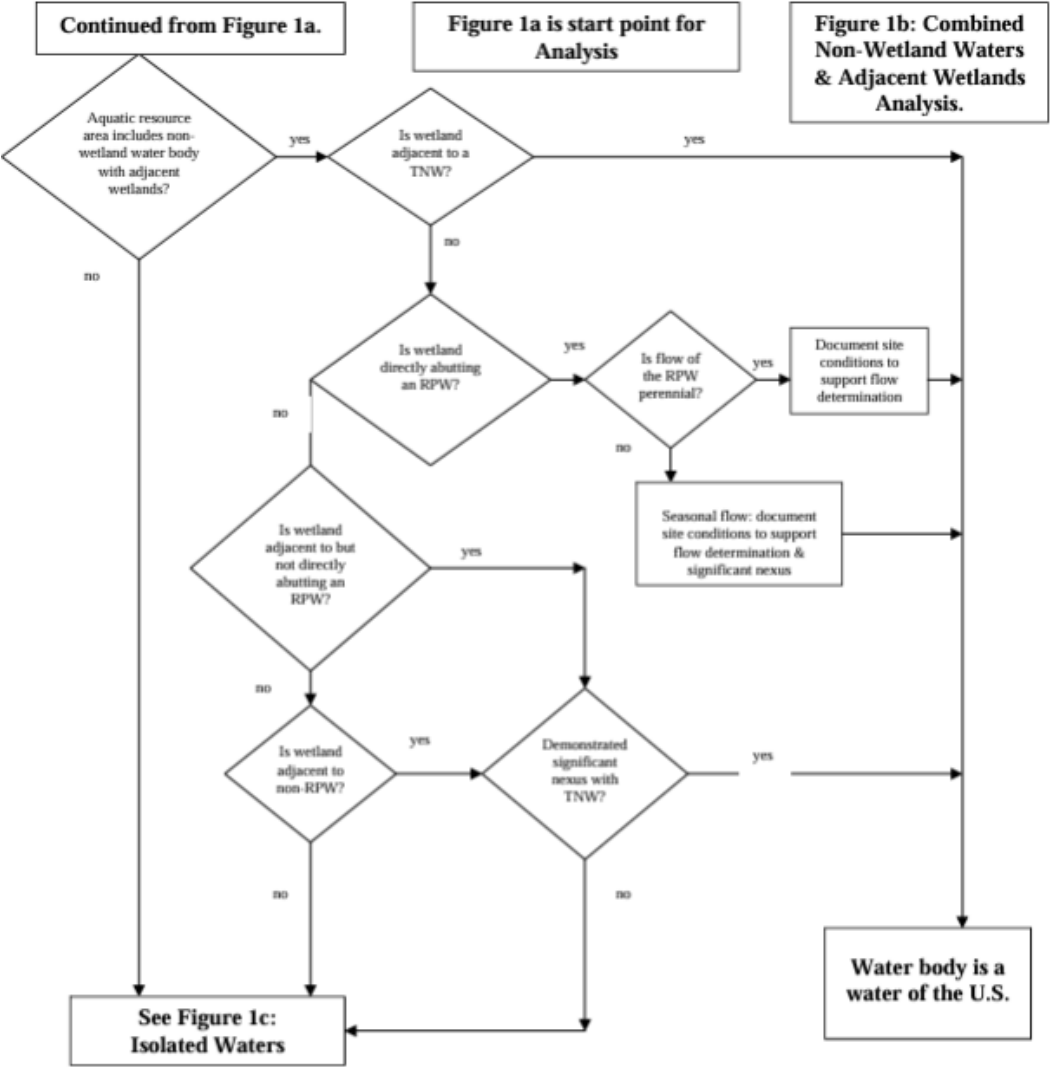 Continued from Figure 1a.
Figure 1a is start point for
Analysis
Figure 1b: Combined
Non-Wetland Waters
& Adjacent Wetlands
Analysis.
Aquatic resource
area includes non-
wetland water body
with adjacent
wetlands?
yes
Is wetland
adjacent to a
TNW?
yes
no
no
Is wetland
directly abutting
an RPW?
yes
Is flow of
the RPW
perennial?
yes
Document site
conditions to
support flow
determination
no
no
Seasonal flow: document
site conditions to support
flow determination &
significant nexus
Is wetland
adjacent to but
not directly
abutting an
RPW?
yes
no
Is wetland
adjacent to
non-RPW?
yes
Demonstrated
significant
nexus with
TNW?
yes
no
no
Water body is a
water of the U.S.
See Figure 1c:
Isolated Waters